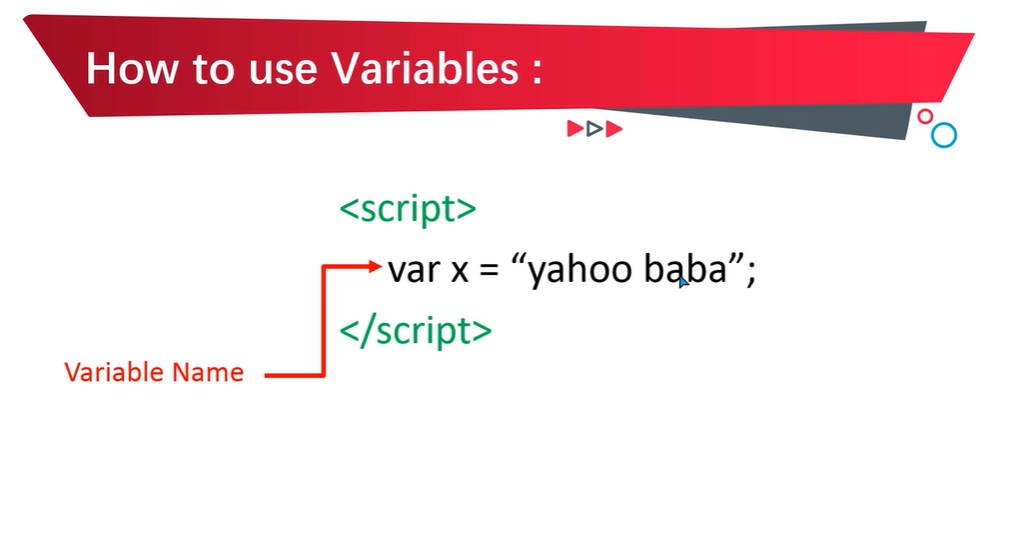 How to use Variables :
<script>
var x = “yahoo baba”;
</script>
Variable Name